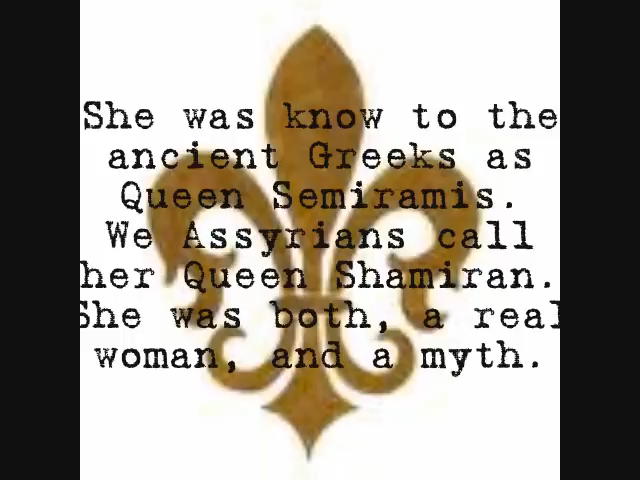 She was know to the
ancient Greeks as
Queen Semiramis.
We Assyrians call
her Queen Shamiran.
She was both, a real
woman, and a myth.